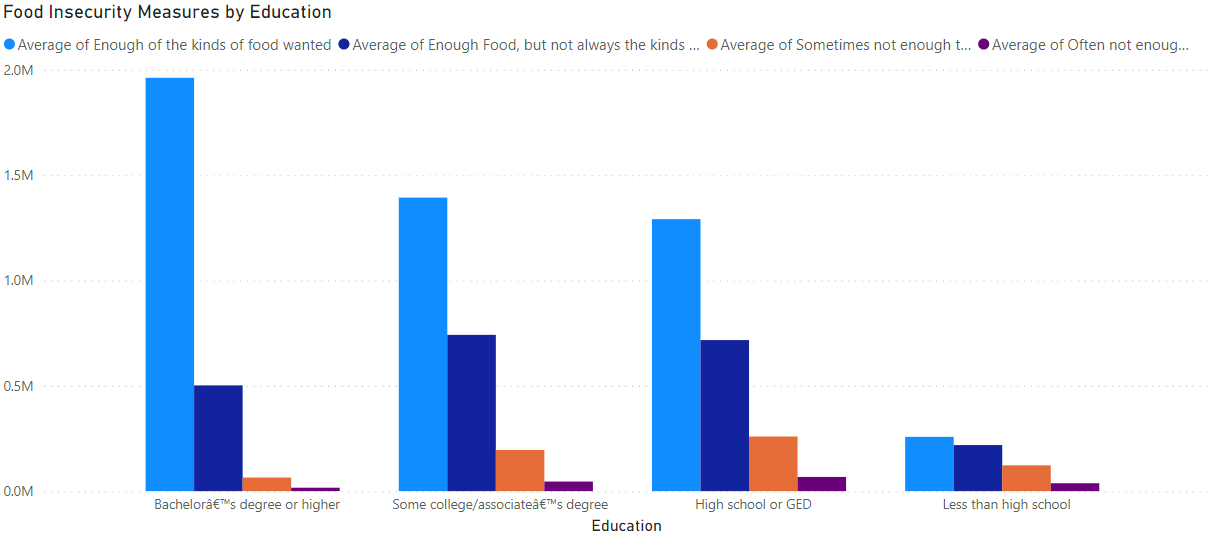 Food Insecurity Measures by Education
Average of Enough of the kinds of food wanted Average of Enough Food, but not always the kinds ... Average of Sometimes not enough t... Average of Often not enoug...
2.0M
1.5M
1.0M
0.5M
0.0M
Bachelorâ€™s degree or higher Some college/associateâ€™s degree High school or GED Less than high school
Education